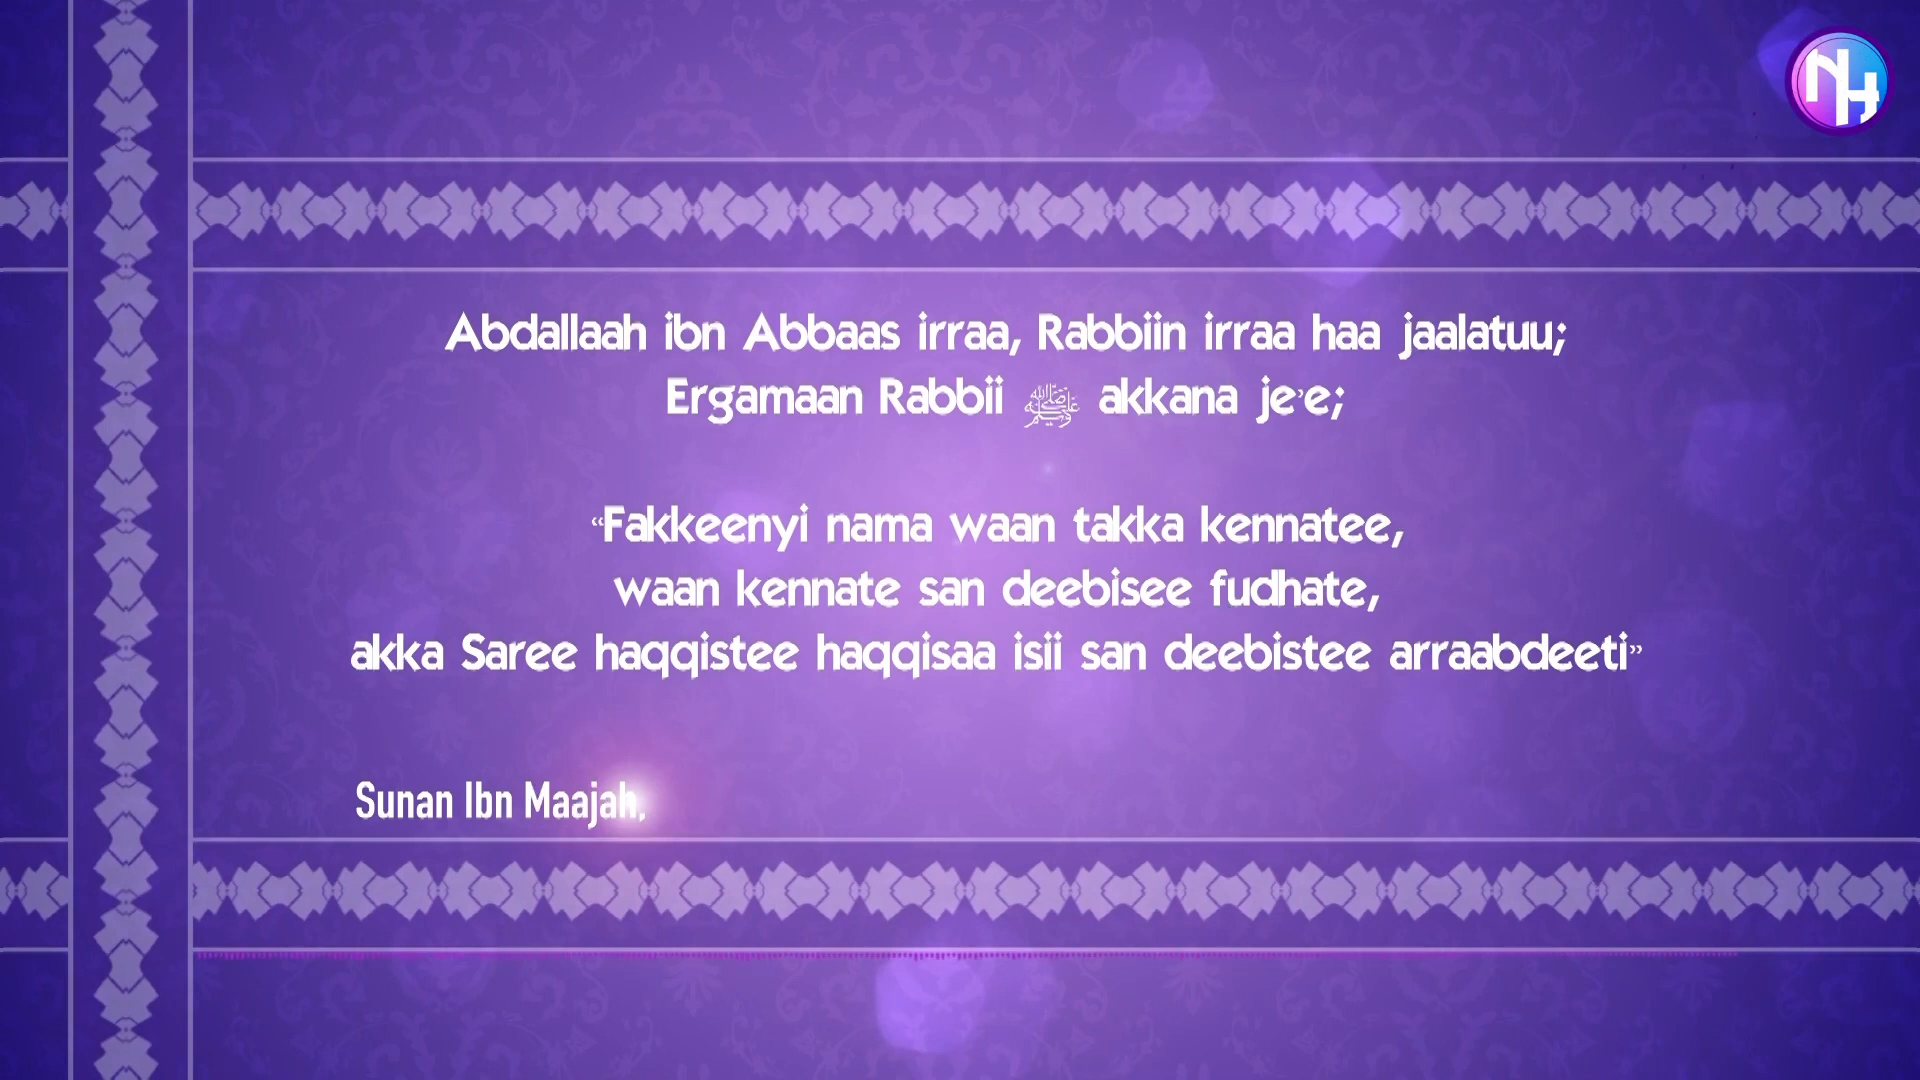 NH
Abdallaah ibn Abbaas irraa, Rabbiin irraa haa jaalatuu;
Ergamaan Rabbii ﷺ akkana je'e;
“Fakkeenyi nama waan takka kennatee,
waan kennate san deebisee fudhate,
akka Saree haqqistee haqqisaa isii san deebistee arraabdeeti”
Sunan Ibn Maajah,